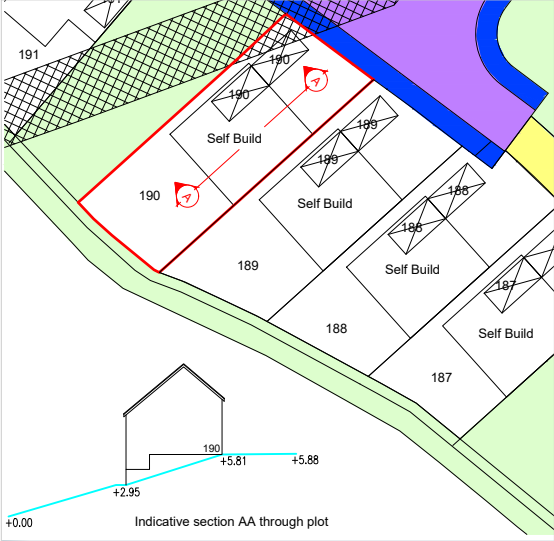 191
190
190
Self Build
A
A
190
189
189
Self Build
189
188
188
Self Build
188
187
Self Build
187
190
+5.81
+5.88
+2.95
+0.00
Indicative section AA through plot